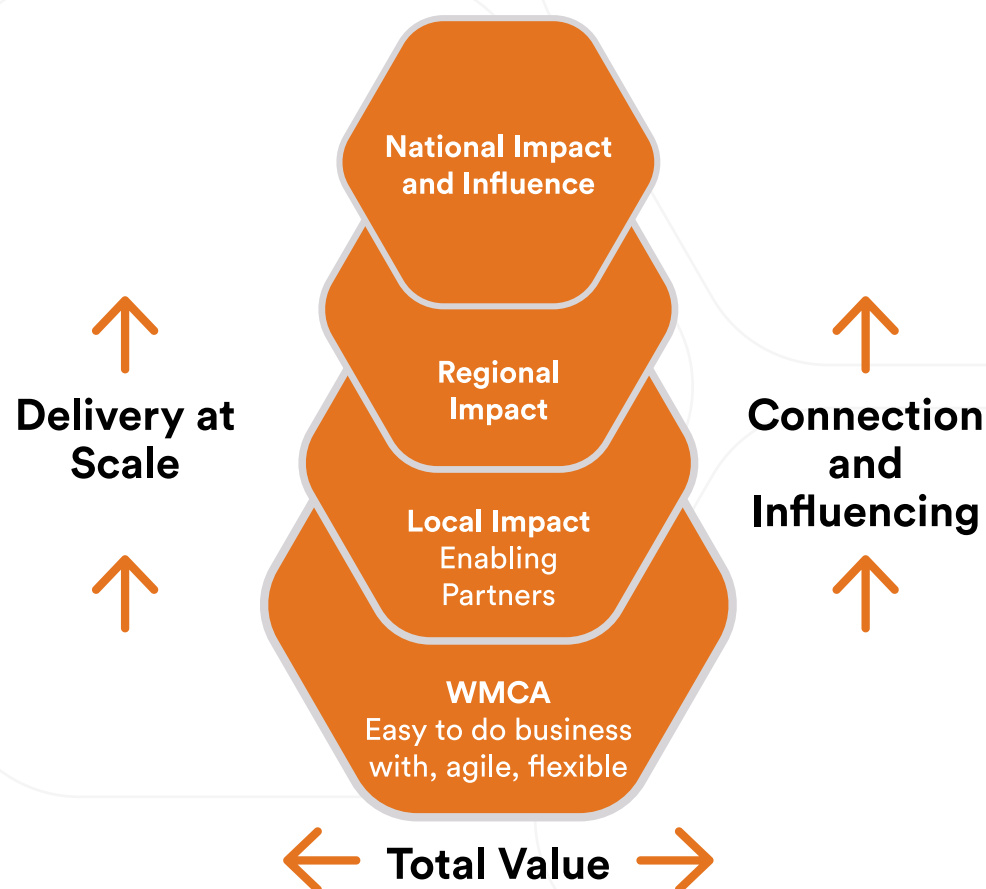 National Impact
and Influence
Regional
Impact
Delivery at
Scale
Connection
and
Influencing
Local Impact
Enabling
Partners
WMCA
Easy to do business
with, agile, flexible
Total Value